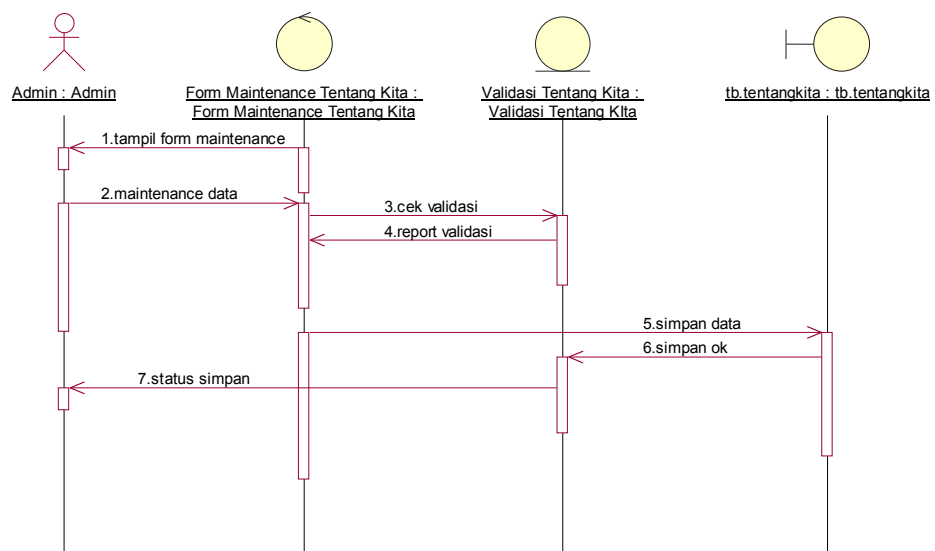 Admin : Admin
Form Maintenance Tentang Kita :
Form Maintenance Tentang Kita
Validasi Tentang Kita :
Validasi Tentang KIta
tb.tentangkita : tb.tentangkita
1.tampil form maintenance
2.maintenance data
3.cek validasi
4.report validasi
5.simpan data
6.simpan ok
7.status simpan